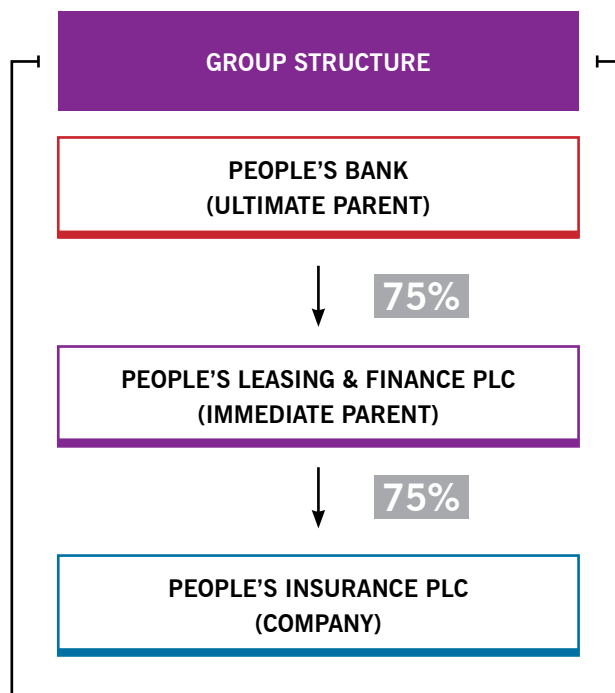 GROUP STRUCTURE
PEOPLE’S BANK
(ULTIMATE PARENT)
75%
PEOPLE’S LEASING & FINANCE PLC
(IMMEDIATE PARENT)
75%
PEOPLE’S INSURANCE PLC
(COMPANY)